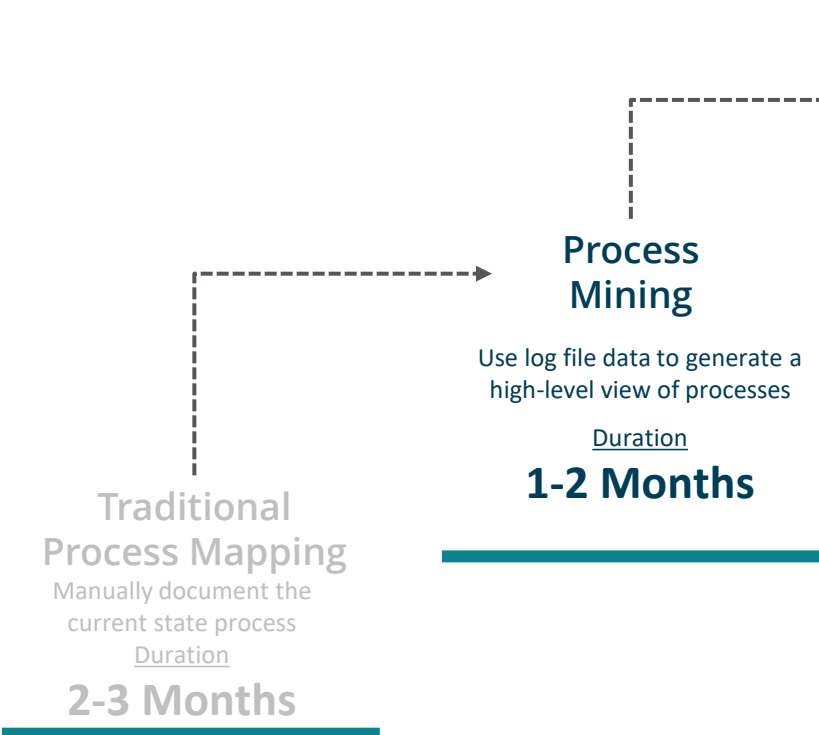 Process
Mining
Use log file data to generate a
high-level view of processes
Duration
1-2 Months
Traditional
Process Mapping
Manually document the
current state process
Duration
2-3 Months